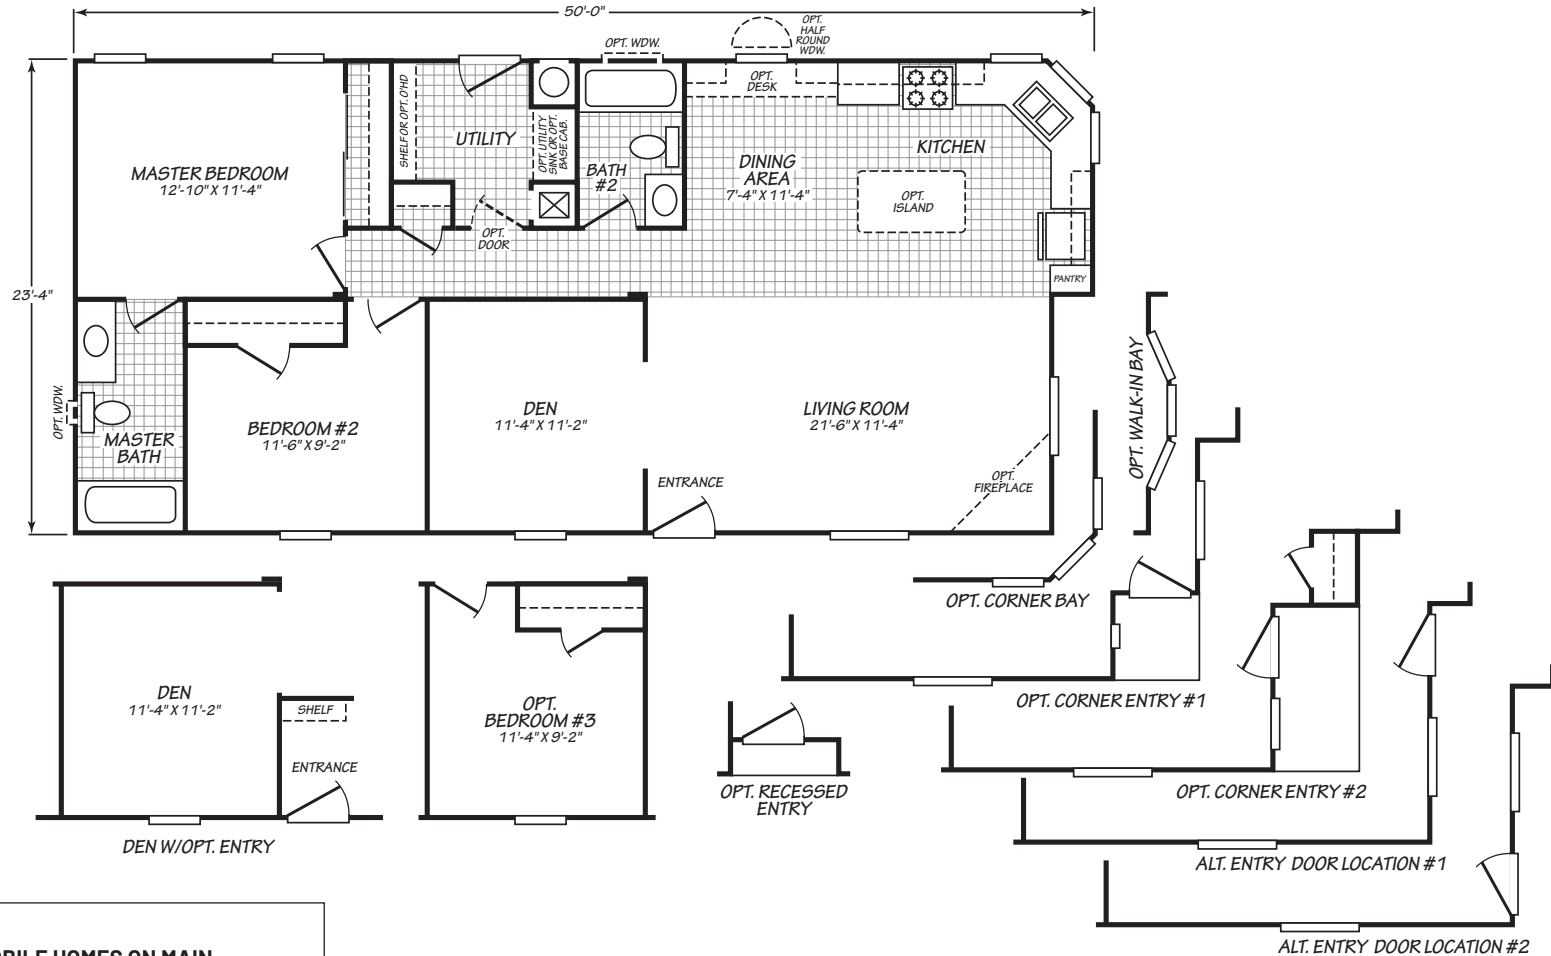 50'-0"
OPT.
HALF
ROUND
WDW.
OPT. WDW.
OPT.
DESK
SHELF OR OPT. O'HD
UTILITY
OPT. UTILITY
SINK OR OPT.
BASE CAB.
BATH
#2
DINING
AREA
7'-4" X 11'-4"
KITCHEN
OPT.
ISLAND
MASTER BEDROOM
12'-10" X 11'-4"
OPT.
DOOR
PANTRY
23'-4"
OPT. WDW.
MASTER
BATH
BEDROOM #2
11'-6" X 9'-2"
DEN
11'-4" X 11'-2"
LIVING ROOM
21'-6" X 11'-4"
ENTRANCE
OPT.
FIREPLACE
OPT. WALK-IN BAY
OPT. CORNER BAY
DEN
11'-4" X 11'-2"
SHELF
ENTRANCE
DEN W/OPT. ENTRY
OPT.
BEDROOM #3
11'-4" X 9'-2"
OPT. RECESSED
ENTRY
OPT. CORNER ENTRY #1
OPT. CORNER ENTRY #2
ALT. ENTRY DOOR LOCATION #1
ALT. ENTRY DOOR LOCATION #2
HOMES ON MAIN